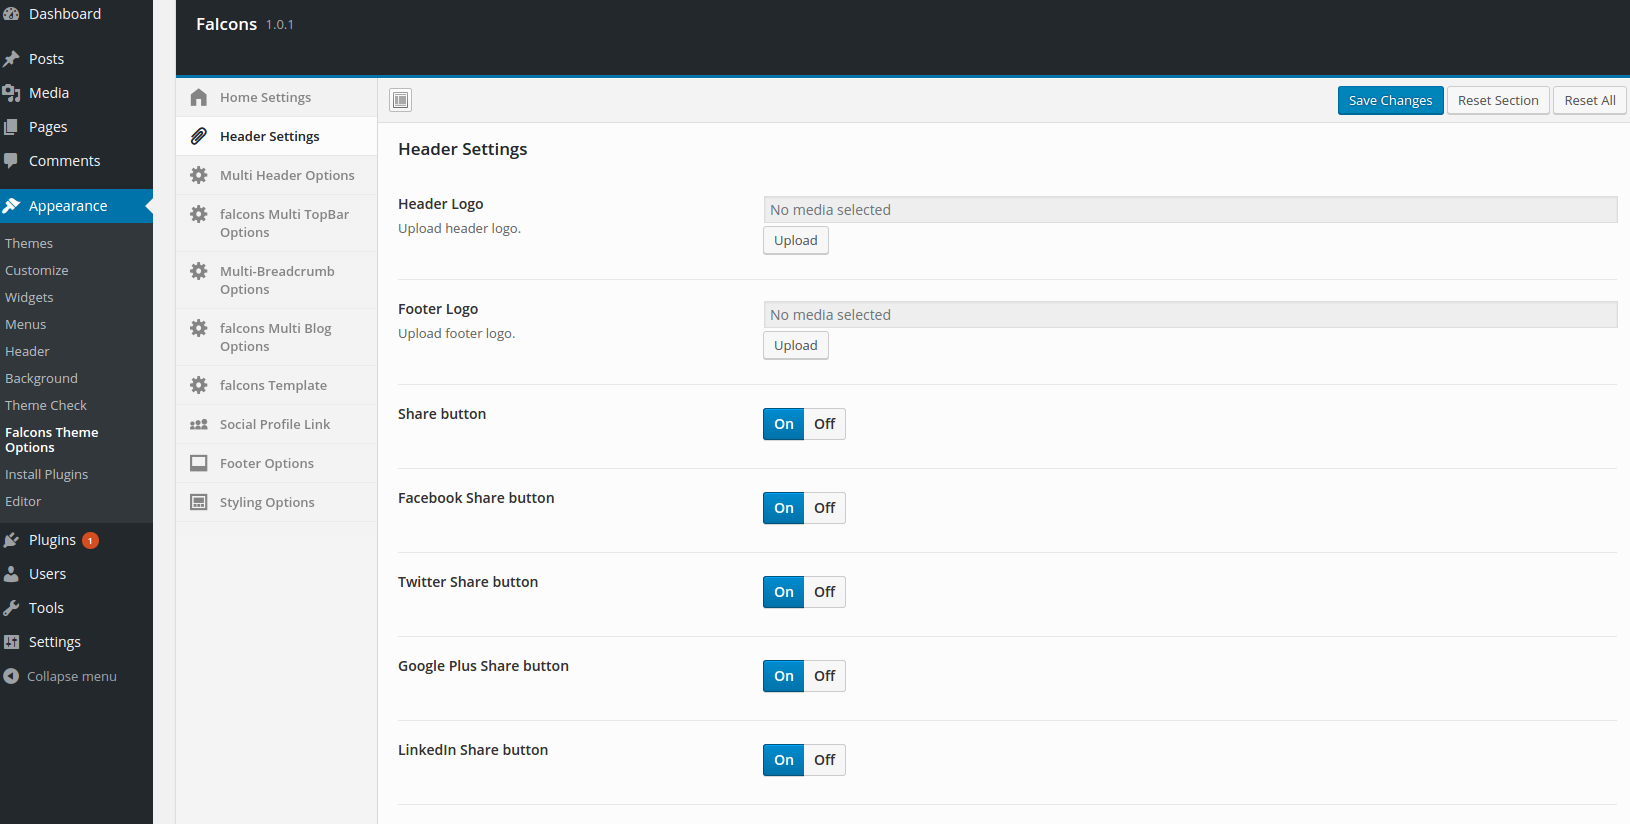 Dashboard
Posts
Media
Pages
Comments
Appearance
Themes
Customize
Widgets
Menus
Header
Background
Theme Check
Falcons Theme
Options
Install Plugins
Editor
Plugins 1
Users
Tools
Settings
Collapse menu
Falcons 1.0.1
Home Settings
Header Settings
Multi Header Options
falcons Multi TopBar
Options
Multi-Breadcrumb
Options
falcons Multi Blog
Options
falcons Template
Social Profile Link
Footer Options
Styling Options
Save Changes Reset Section Reset All
Header Settings
Header Logo
Upload header logo.
No media selected
Upload
Footer Logo
Upload footer logo.
No media selected
Upload
Share button
On Off
Facebook Share button
On Off
Twitter Share button
On Off
Google Plus Share button
On Off
LinkedIn Share button
On Off